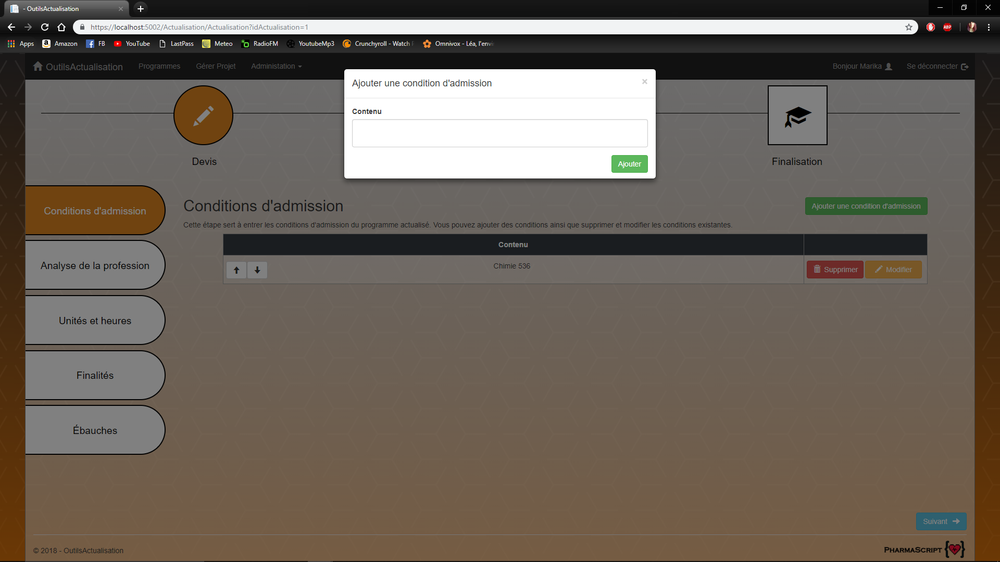 - OutilsActualisation
https://localhost:5002/Actualisation/Actualisation?idActualisation=1
Apps Amazon FB YouTube LastPass Meteo RadioFM YoutubeMp3 Crunchyroll - Watch Omnivox - Léa, l'envi
OutilsActualisation Programmes Gérer Projet Administation Bonjour Marika Se déconnecter
Ajouter une condition d'admission
Contenu
Ajouter
Devis
Finalisation
Conditions d'admission
Analyse de la profession
Unités et heures
Finalités
Ébauches
Conditions d'admission
Ajouter une condition d'admission
Cette étape sert à entrer les conditions d'admission du programme actualisé. Vous pouvez ajouter des conditions ainsi que supprimer et modifier les conditions existantes.
Contenu
Chimie 536 Supprimer Modifier
Suivant
© 2018 - OutilsActualisation
PHARMASCRIPT